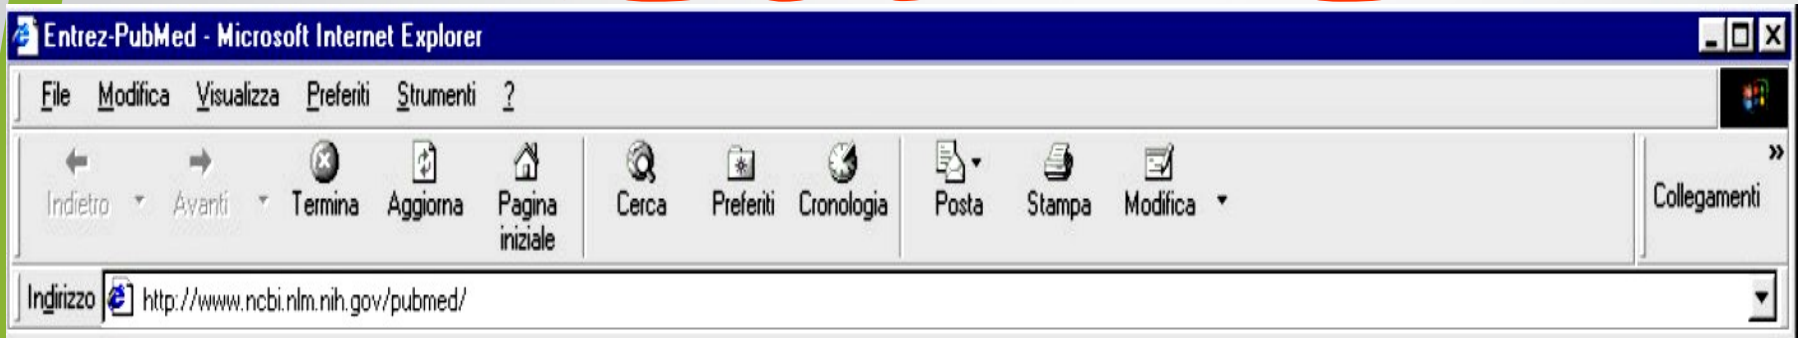 Entrez-PubMed - Microsoft Internet Explorer
File Modifica Visualizza Preferiti Strumenti ?
Indietro Avanti Termina Aggiorna Pagina iniziale Cerca Preferiti Cronologia Posta Stampa Modifica Collegamenti »
Indirizzo http://www.ncbi.nlm.nih.gov/pubmed/